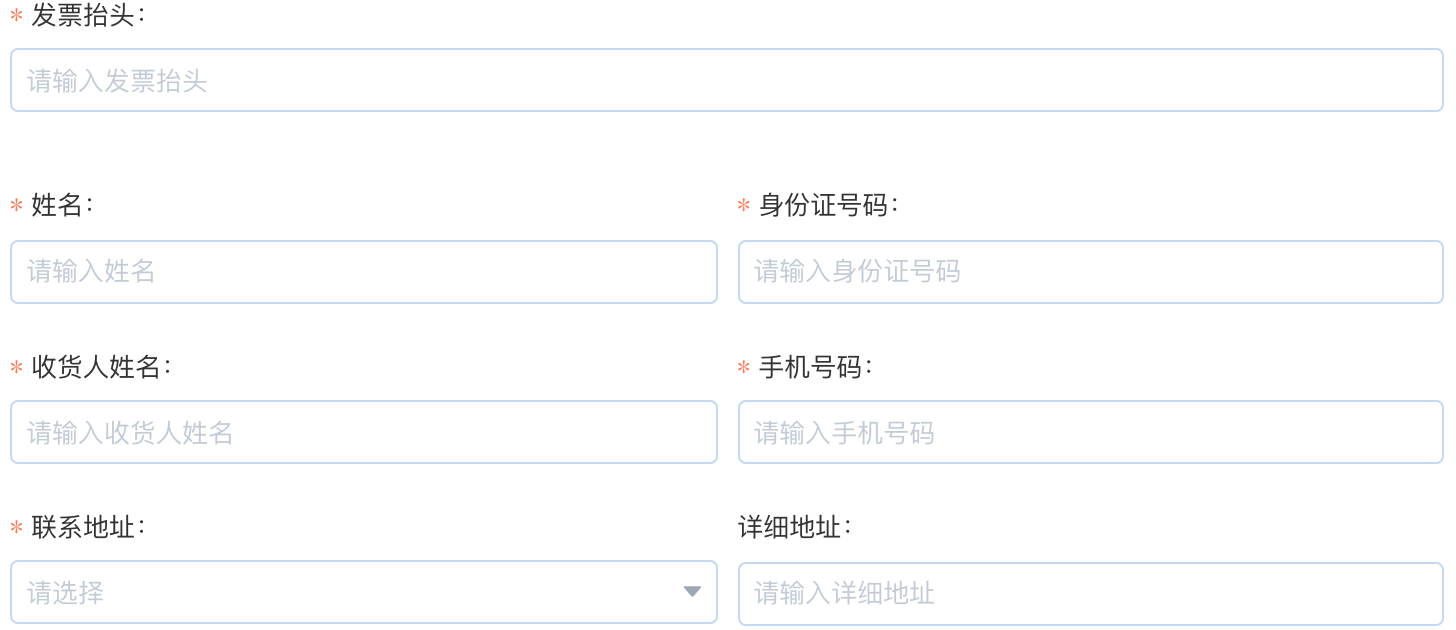 * 发票抬头：
请输入发票抬头
* 姓名：
* 身份证号码：
请输入姓名
请输入身份证号码
* 收货人姓名：
* 手机号码：
请输入收货人姓名
请输入手机号码
* 联系地址：
详细地址：
请选择
请输入详细地址